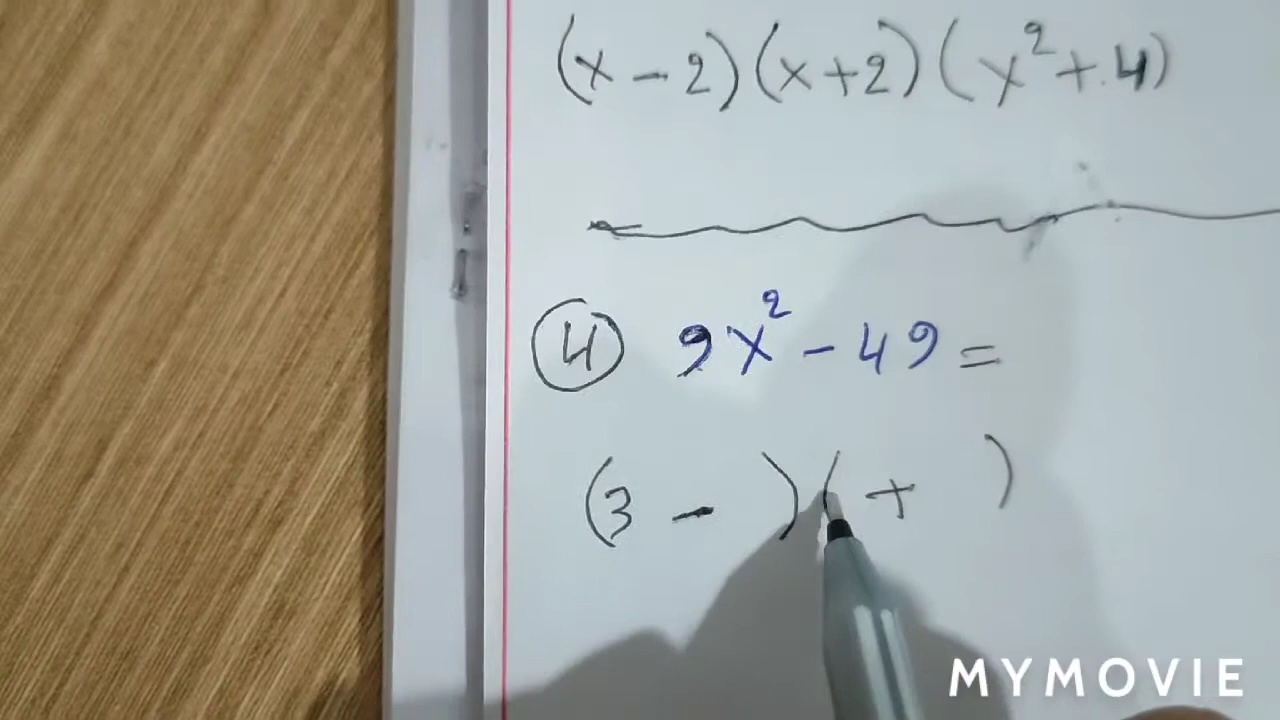 (x - 2)(x + 2)(x² + 4)
4 9x² - 49 =
(3 - )( + )
MYMOVIE